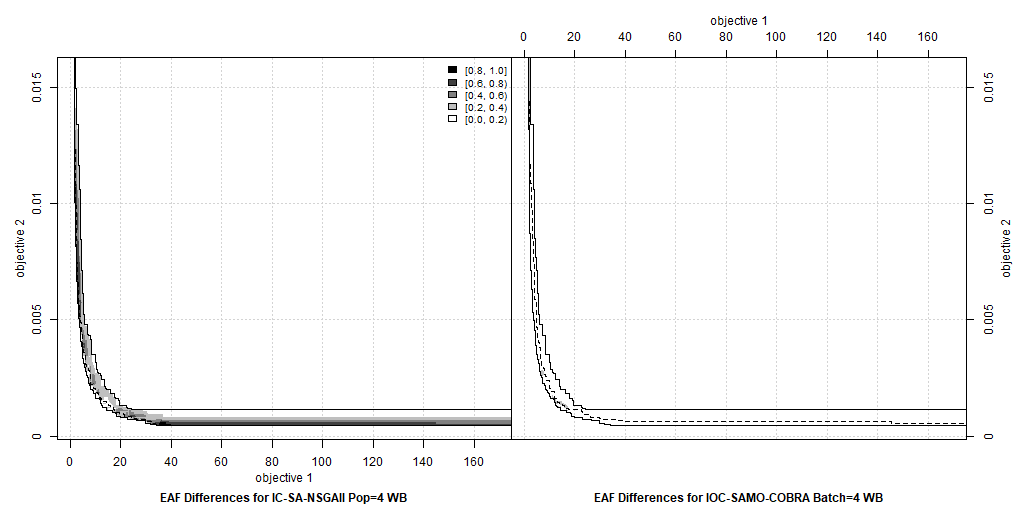 objective 1
0 20 40 60 80 100 120 140 160
[0.8, 1.0]
[0.6, 0.8)
[0.4, 0.6)
[0.2, 0.4)
[0.0, 0.2)
0.015
0.01
0.005
0
objective 2
0.015
0.01
0.005
0
objective 2
0 20 40 60 80 100 120 140 160
objective 1
EAF Differences for IC-SA-NSGAII Pop=4 WB
EAF Differences for IOC-SAMO-COBRA Batch=4 WB